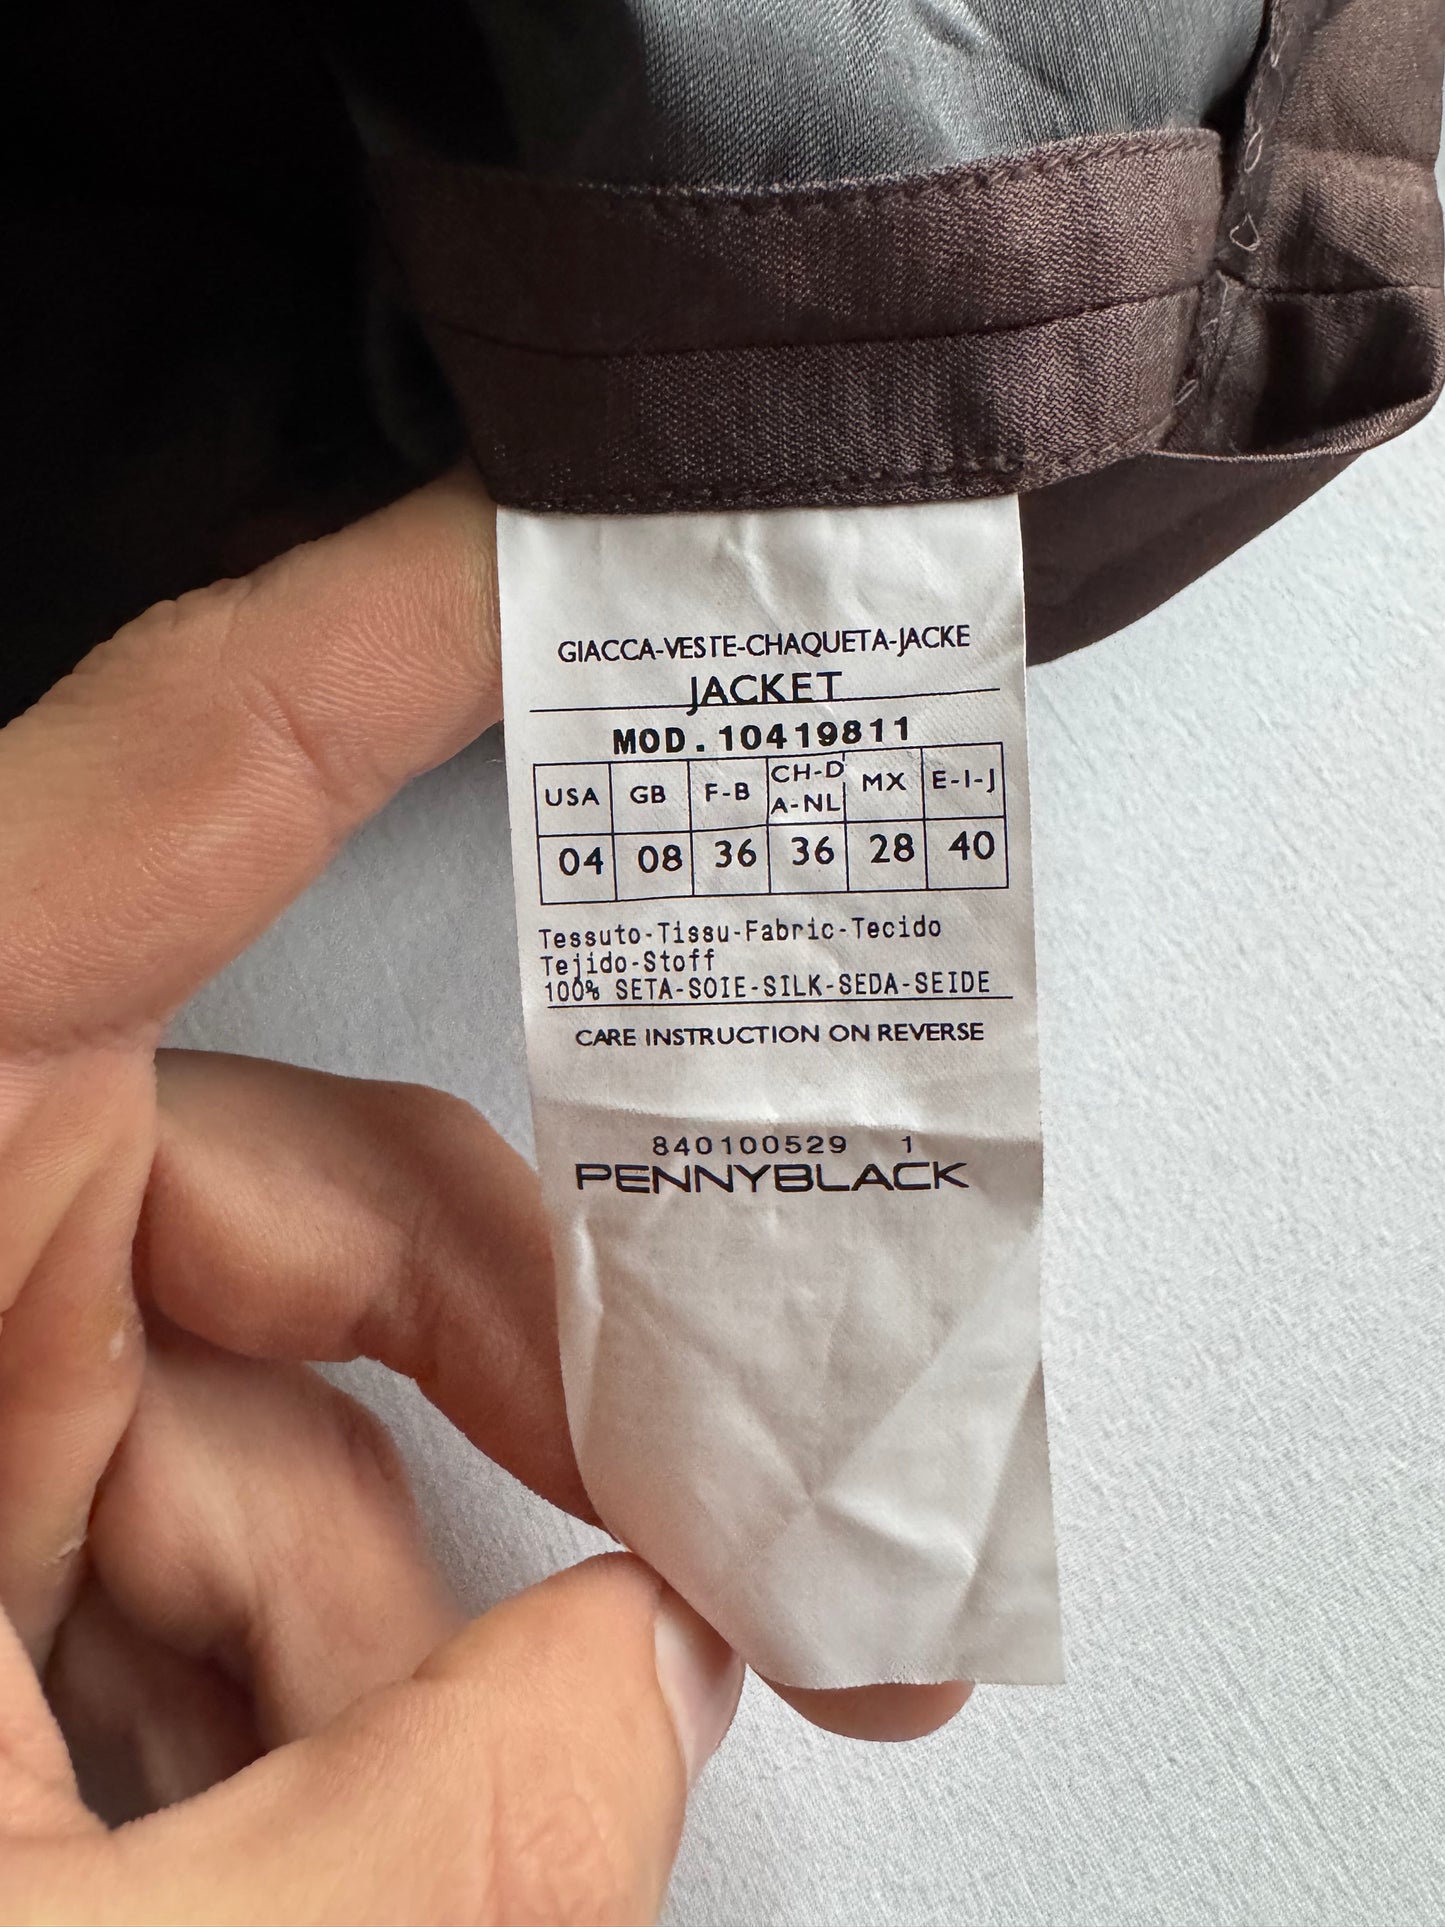 GIACCA-VESTE-CHAQUETA-JACKE
JACKET
MOD.10419811
USA GB F-B CH-D A-NL MX E-I-J
04 08 36 36 28 40
Tessuto-Tissu-Fabric-Tecido
Tejido-Stoff
100% SETA-SOIE-SILK-SEDA-SEIDE
CARE INSTRUCTION ON REVERSE
840100529 1
PENNYBLACK